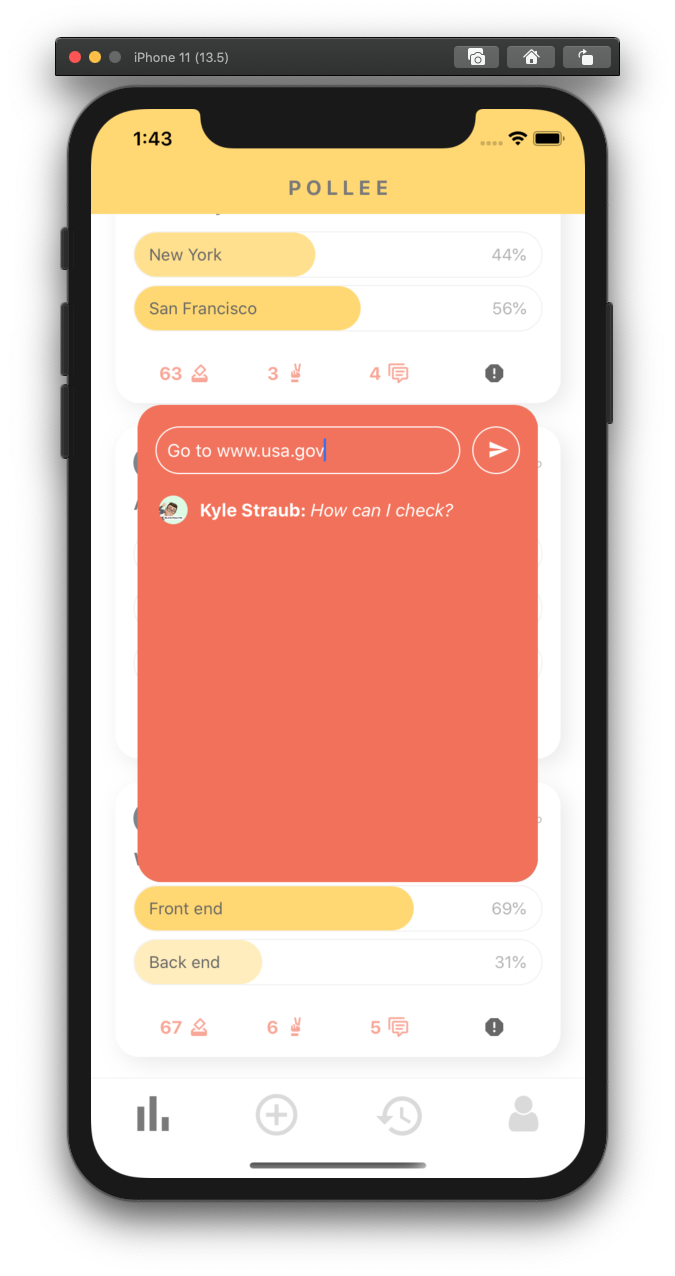 iPhone 11 (13.5)
1:43
POLLEE
New York 44%
San Francisco 56%
63 3 4
Go to www.usa.gov
Kyle Straub: How can I check?
Front end 69%
Back end 31%
67 6 5